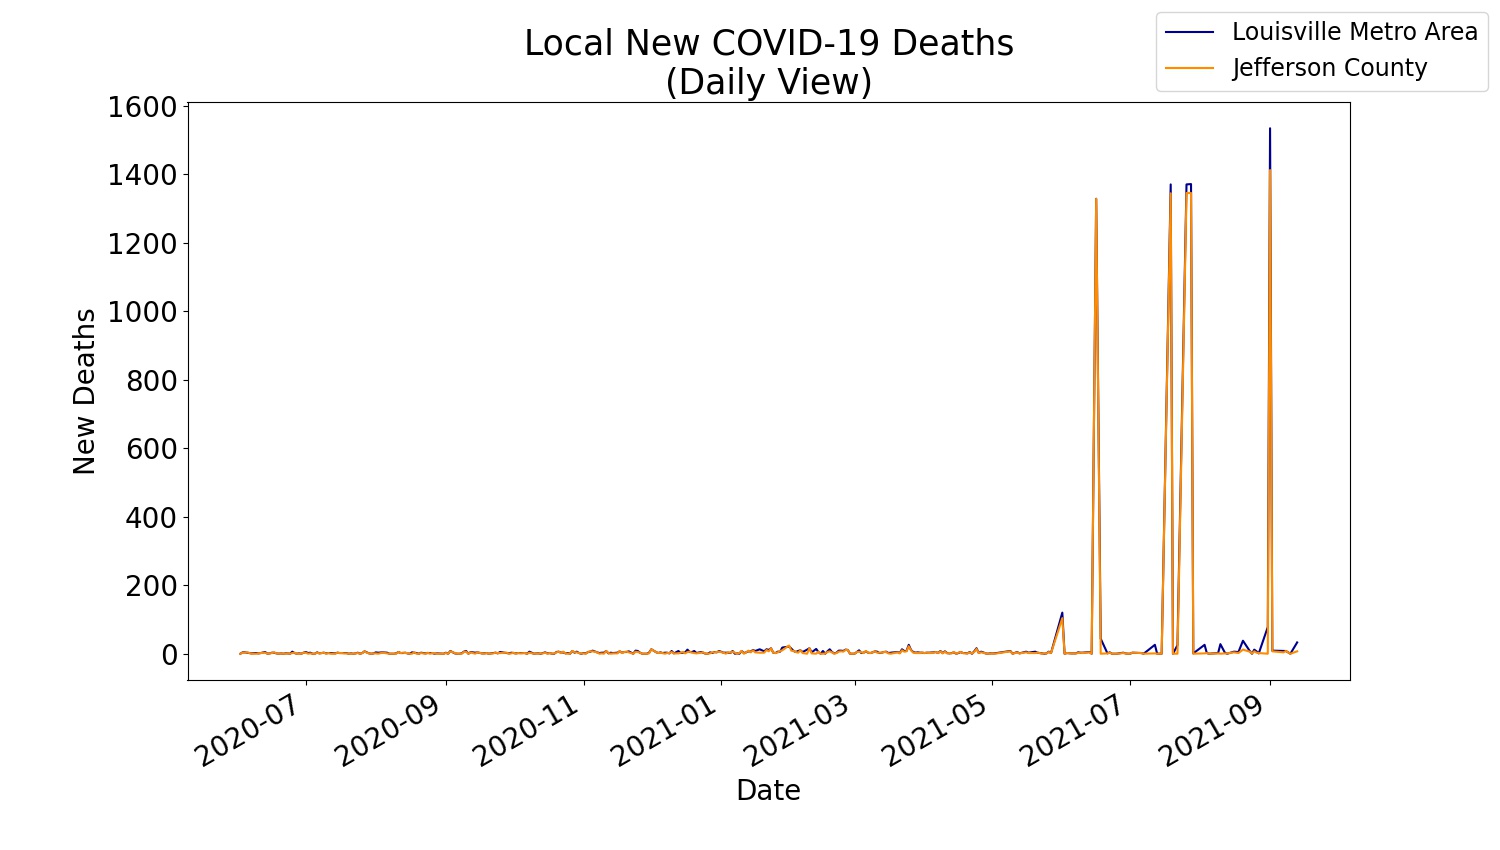 Local New COVID-19 Deaths
(Daily View)
Louisville Metro Area
Jefferson County
1600
1400
1200
1000
800
600
400
200
0
New Deaths
2020-07
2020-09
2020-11
2021-01
2021-03
2021-05
2021-07
2021-09
Date